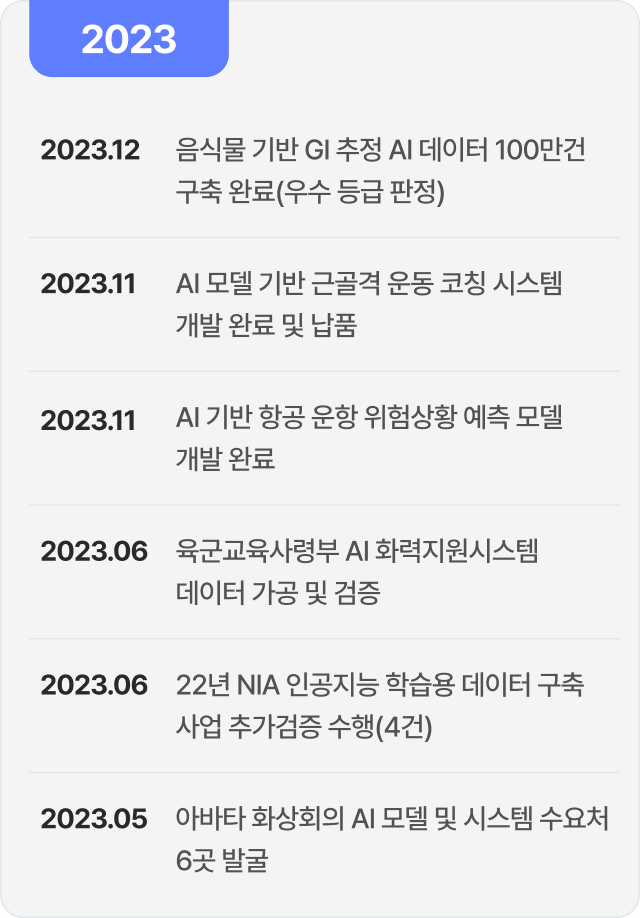 2023
2023.12 음식물 기반 GI 추정 AI 데이터 100만건
구축 완료(우수 등급 판정)
2023.11 AI 모델 기반 근골격 운동 코칭 시스템
개발 완료 및 납품
2023.11 AI 기반 항공 운항 위험상황 예측 모델
개발 완료
2023.06 육군교육사령부 AI 화력지원시스템
데이터 가공 및 검증
2023.06 22년 NIA 인공지능 학습용 데이터 구축
사업 추가검증 수행(4건)
2023.05 아바타 화상회의 AI 모델 및 시스템 수요처
6곳 발굴